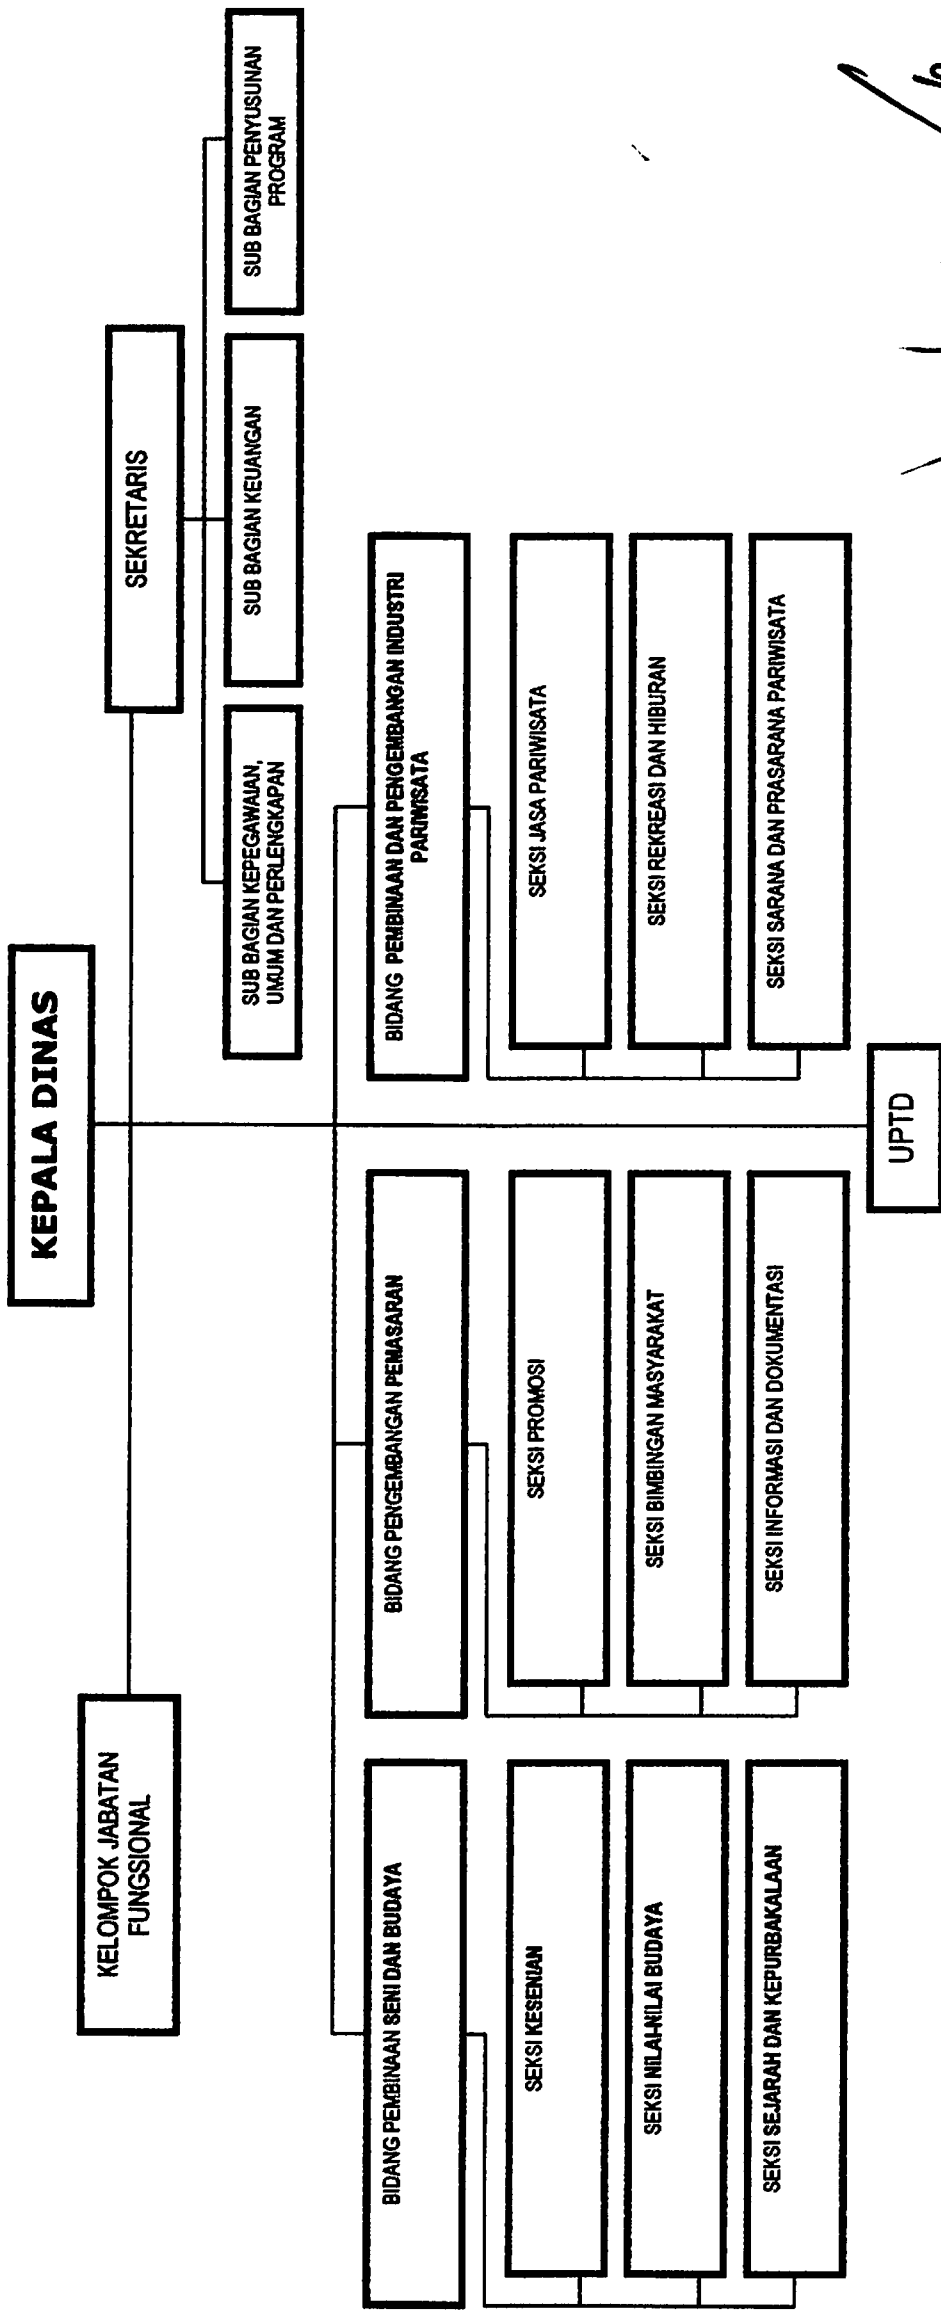 KEPALA DINAS
KELOMPOK JABATAN
FUNGSIONAL
SEKRETARIS
SUB BAGIAN KEPEGAWAIAN,
UMUM DAN PERLENGKAPAN
SUB BAGIAN KEUANGAN
SUB BAGIAN PENYUSUNAN
PROGRAM
BIDANG PEMBINAAN SENI DAN BUDAYA
SEKSI KESENIAN
SEKSI NILAI-NILAI BUDAYA
SEKSI SEJARAH DAN KEPURBAKALAAN
BIDANG PENGEMBANGAN PEMASARAN
SEKSI PROMOSI
SEKSI BIMBINGAN MASYARAKAT
SEKSI INFORMASI DAN DOKUMENTASI
BIDANG PEMBINAAN DAN PENGEMBANGAN INDUSTRI
PARIWISATA
SEKSI JASA PARIWISATA
SEKSI REKREASI DAN HIBURAN
SEKSI SARANA DAN PRASARANA PARIWISATA
UPTD